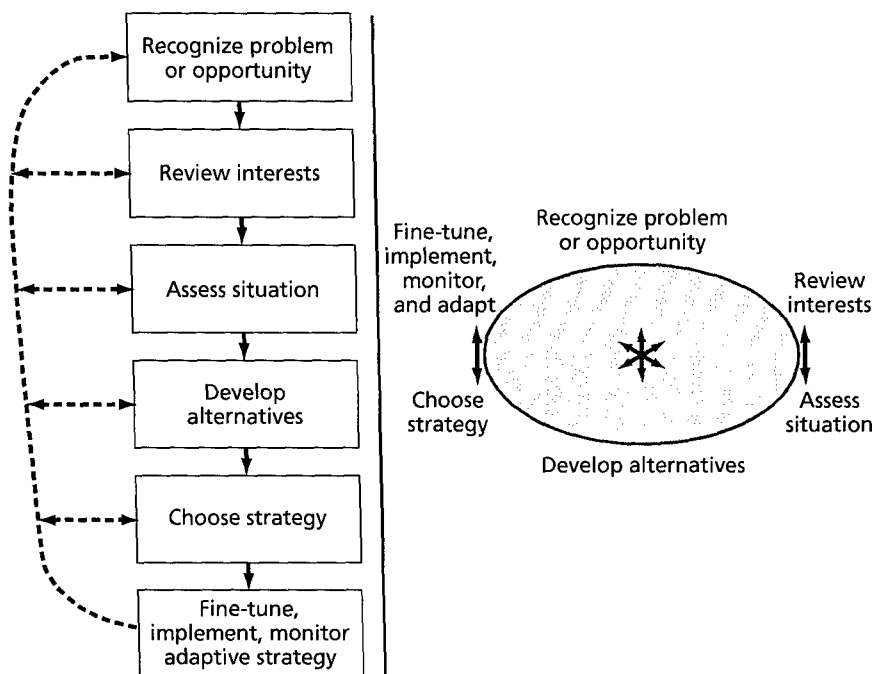 Recognize problem
or opportunity
Review interests
Assess situation
Develop
alternatives
Choose strategy
Fine-tune,
implement, monitor
adaptive strategy
Recognize problem
or opportunity
Fine-tune,
implement,
monitor,
and adapt
Review
interests
Choose
strategy
Assess
situation
Develop alternatives